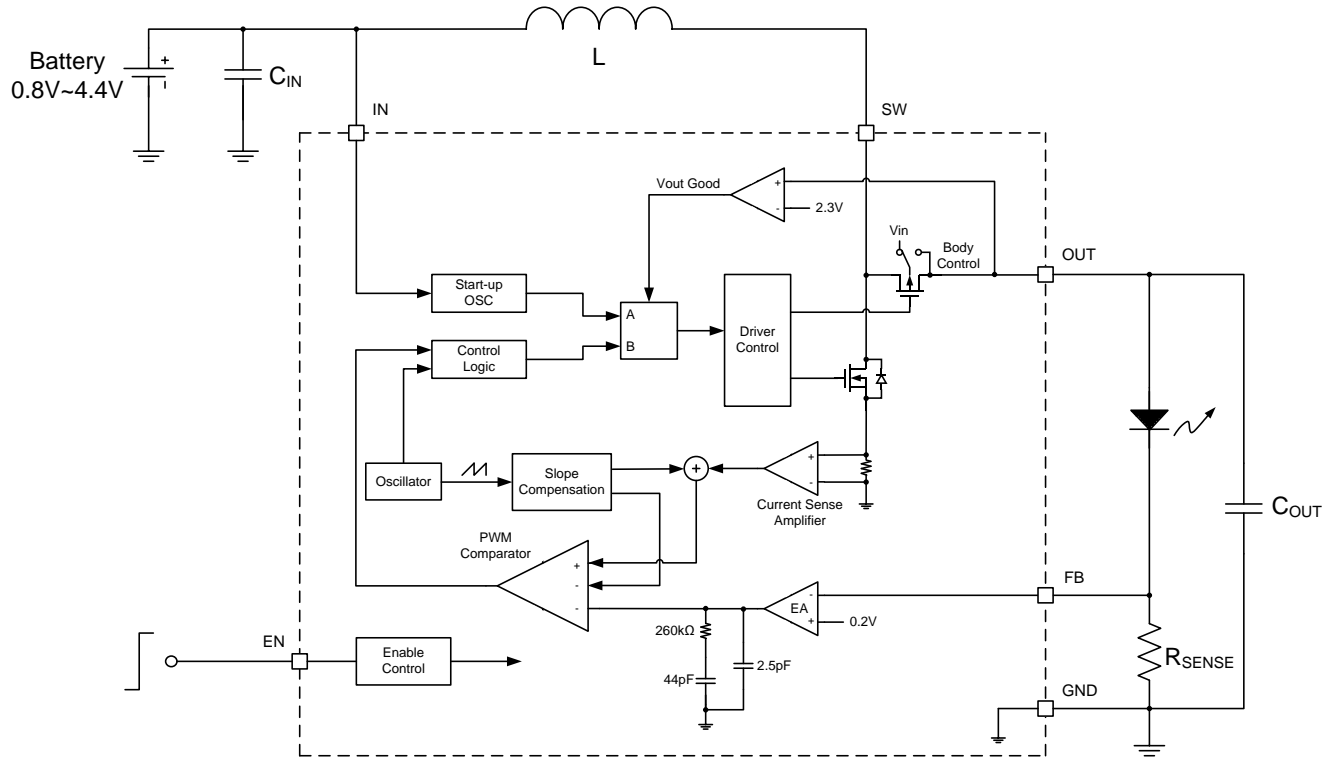 Battery
0.8V~4.4V
+
CIN
L
IN
SW
Vout Good
+
-
2.3V
Vin
Body
Control
OUT
Start-up
OSC
A
B
Control
Logic
Driver
Control
Oscillator
Slope
Compensation
+
+
-
Current Sense
Amplifier
COUT
PWM
Comparator
+
-
-
EA
-
+
0.2V
FB
260kΩ
44pF
2.5pF
EN
Enable
Control
RSENSE
GND